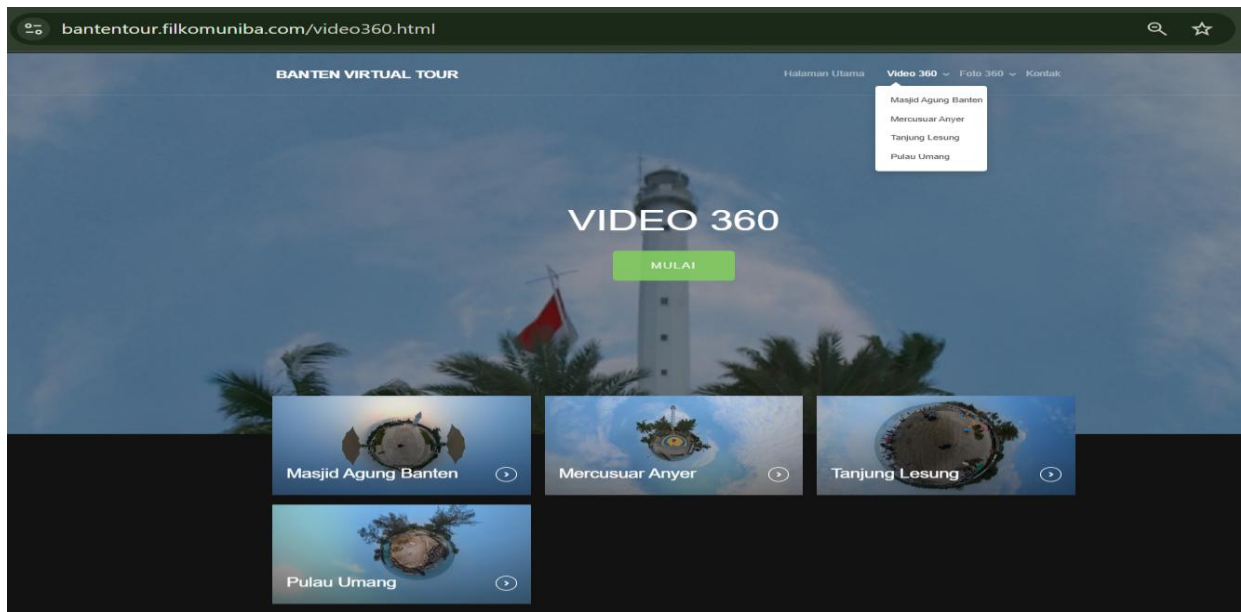 bantentour.filkomuniba.com/video360.html
BANTEN VIRTUAL TOUR
Halaman Utama Video 360 Foto 360 Kontak
Masjid Agung Banten
Mercusuar Anyer
Tanjung Lesung
Pulau Umang
VIDEO 360
MULAI
Masjid Agung Banten
Mercusuar Anyer
Tanjung Lesung
Pulau Umang